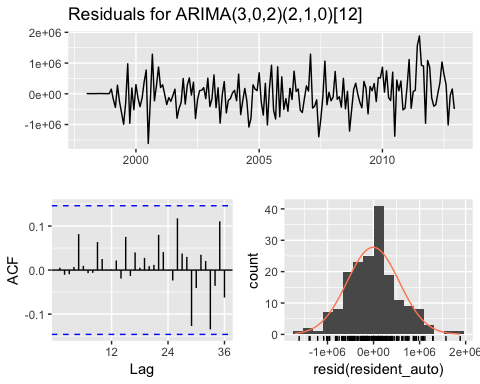 Residuals for ARIMA(3,0,2)(2,1,0)[12]
2e+06
1e+06
0e+00
-1e+06
2000 2005 2010
ACF
0.1
0.0
-0.1
12 24 36
Lag
count
40
30
20
10
0
-1e+06 0e+00 1e+06 2e+06
resid(resident_auto)